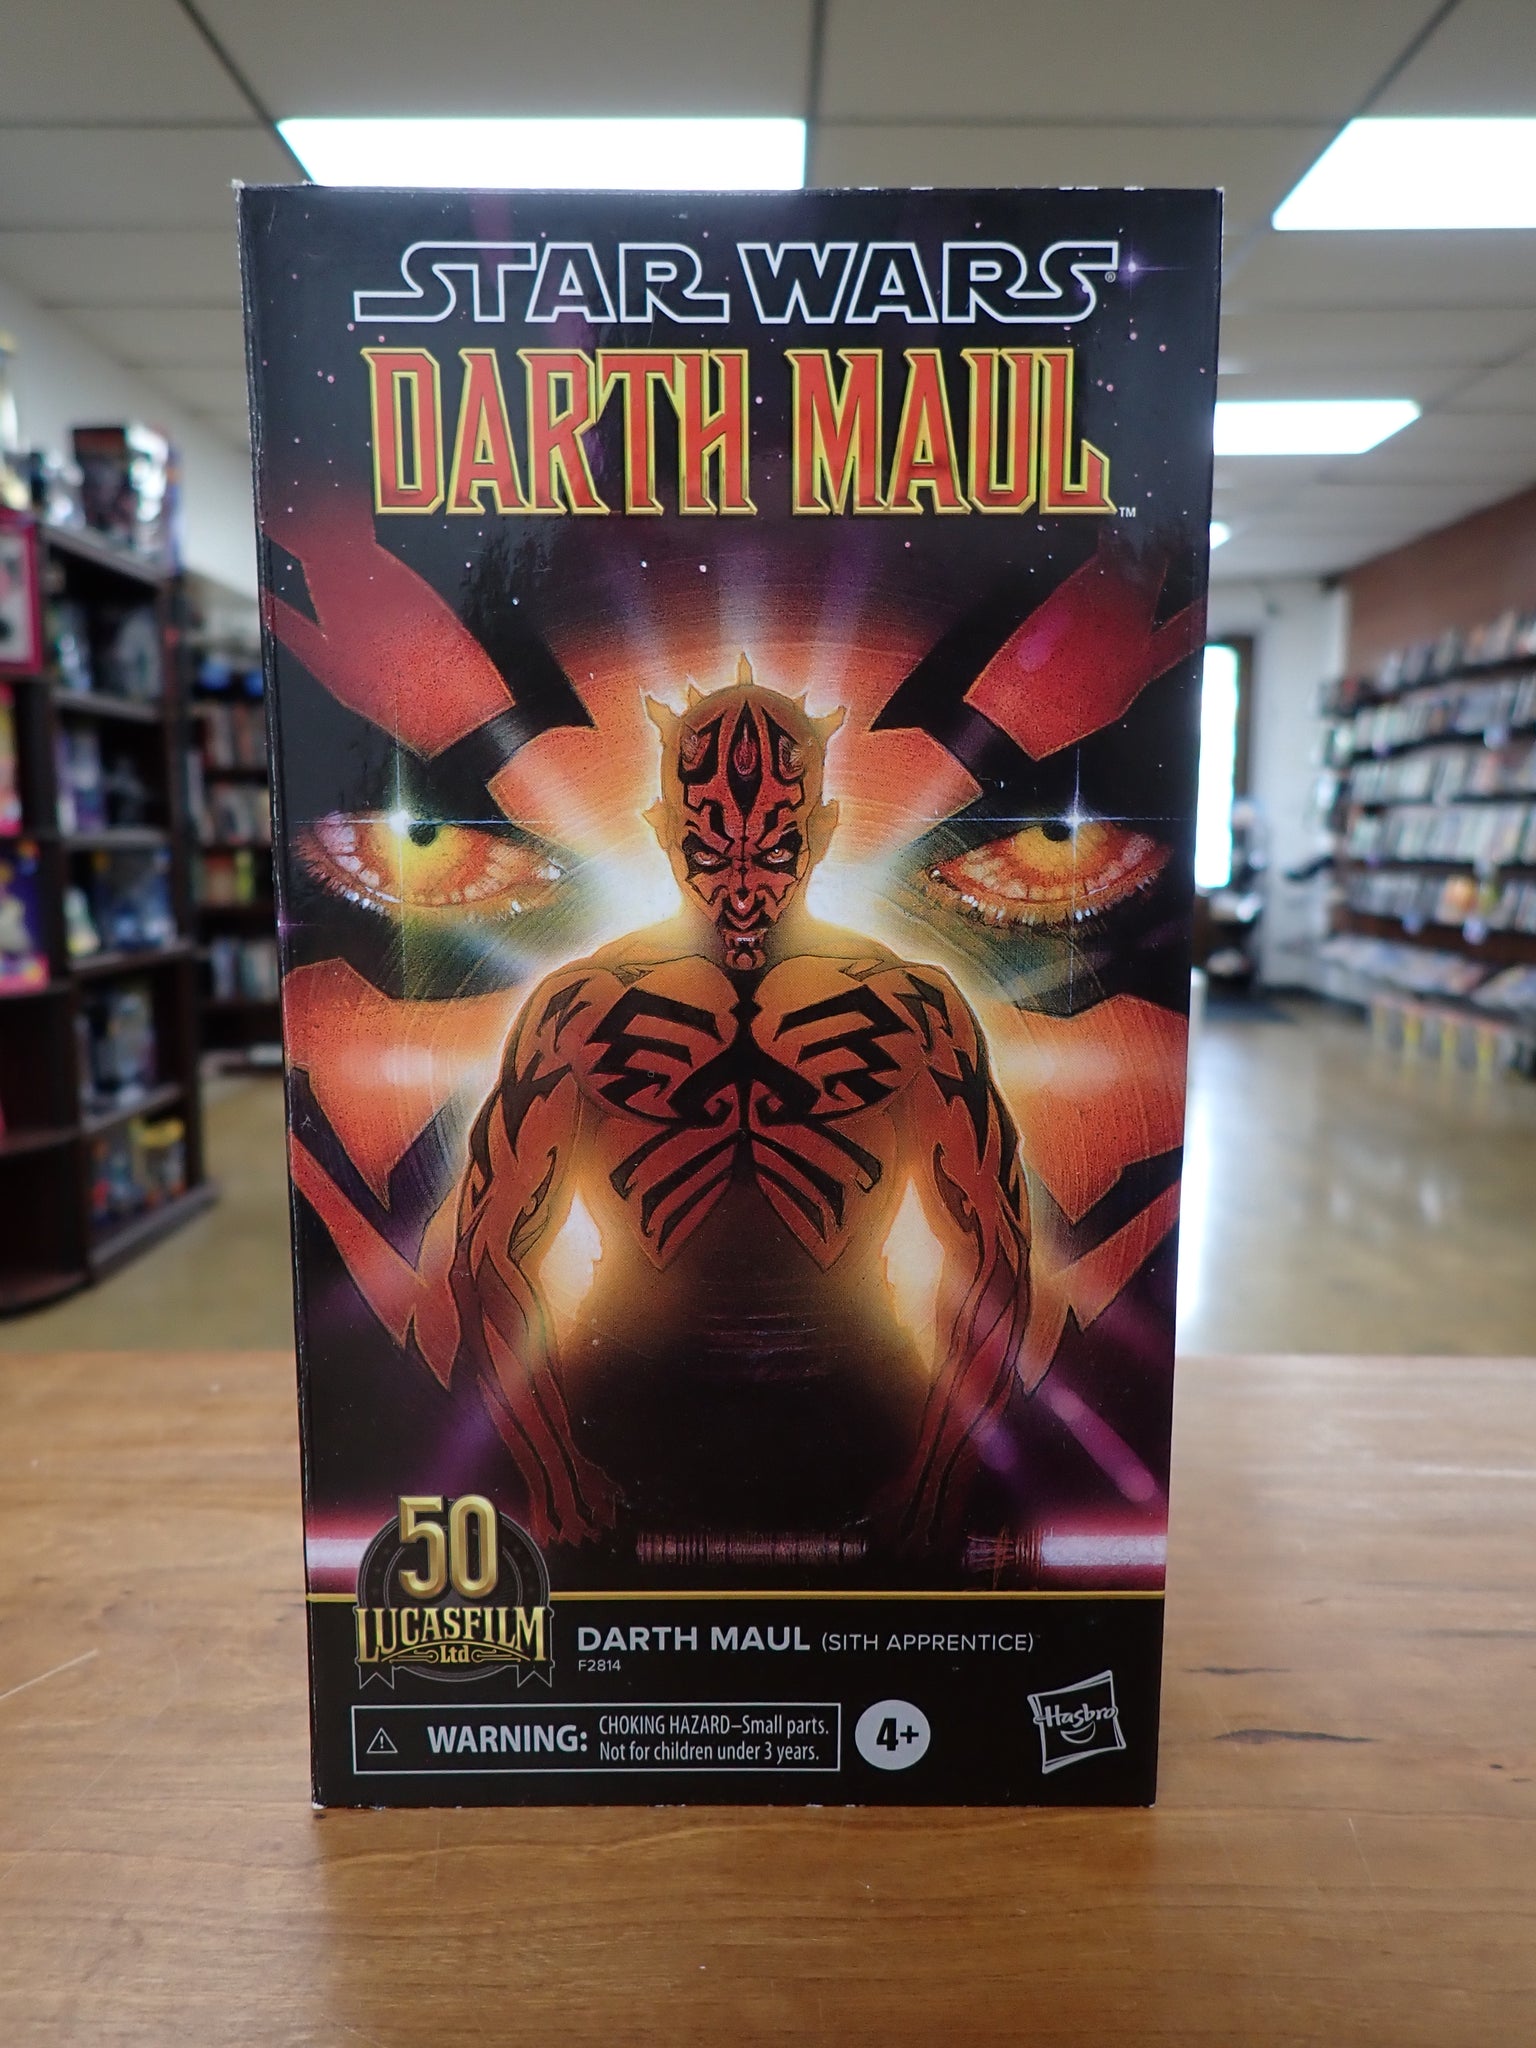 STAR WARS®
DARTH MAUL™
50
LUCASFILM
Ltd
DARTH MAUL (SITH APPRENTICE)™
F2814
WARNING: CHOKING HAZARD–Small parts.
Not for children under 3 years.
4+
Hasbro